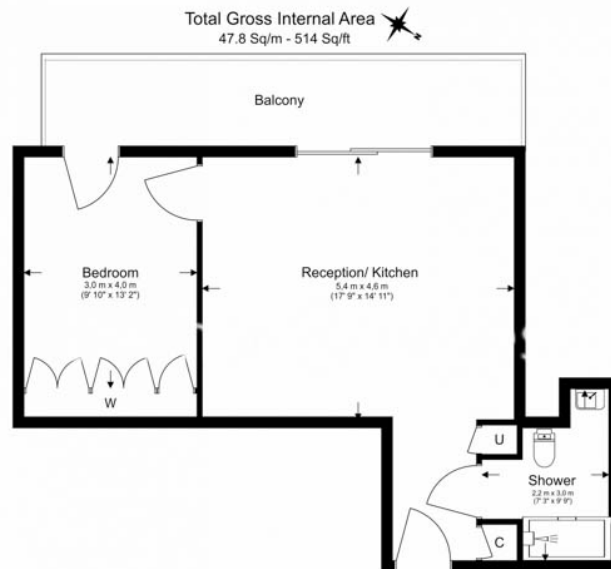 Total Gross Internal Area
47.8 Sq/m - 514 Sq/ft
N
Balcony
Bedroom
3,0 m x 4,0 m
(9' 10" x 13' 2")
Reception/ Kitchen
5,4 m x 4,6 m
(17' 9" x 14' 11")
W
U
Shower
2,2 m x 3,0 m
(7' 3" x 9' 9")
C